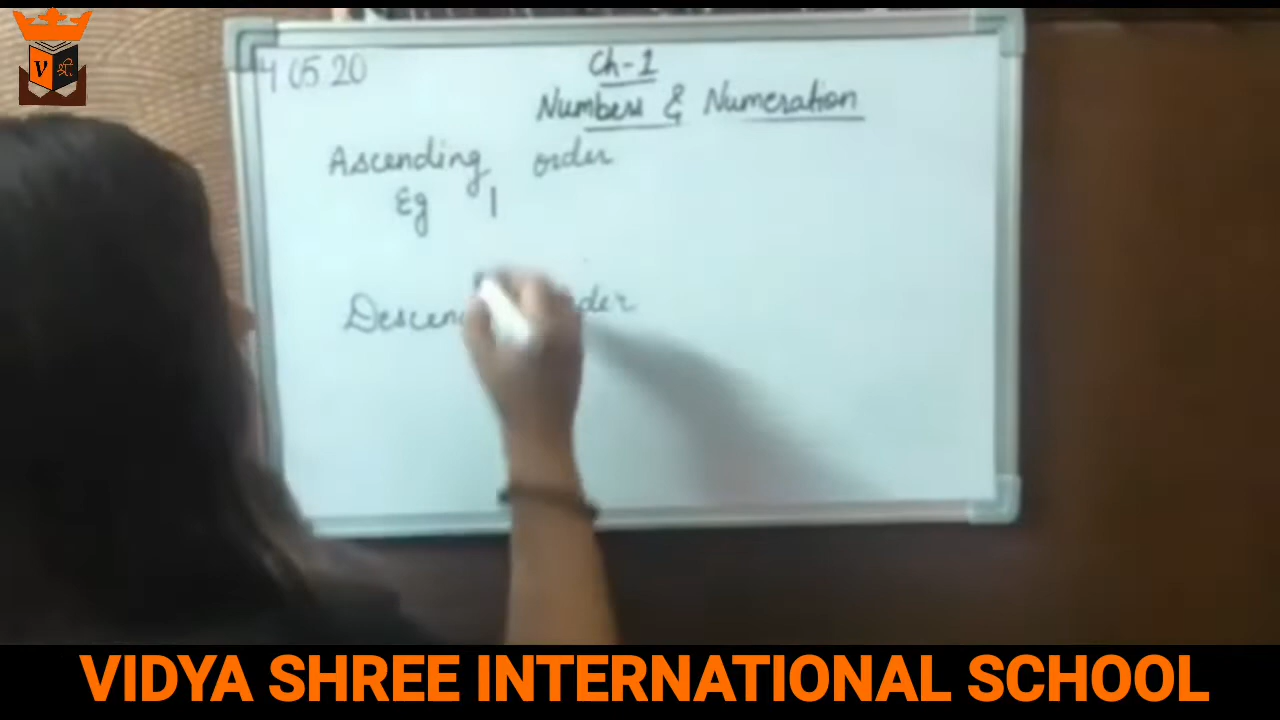 V श्री
4 05 20
Ch-1
Numbers & Numeration
Ascending order
Eg 1
VIDYA SHREE INTERNATIONAL SCHOOL